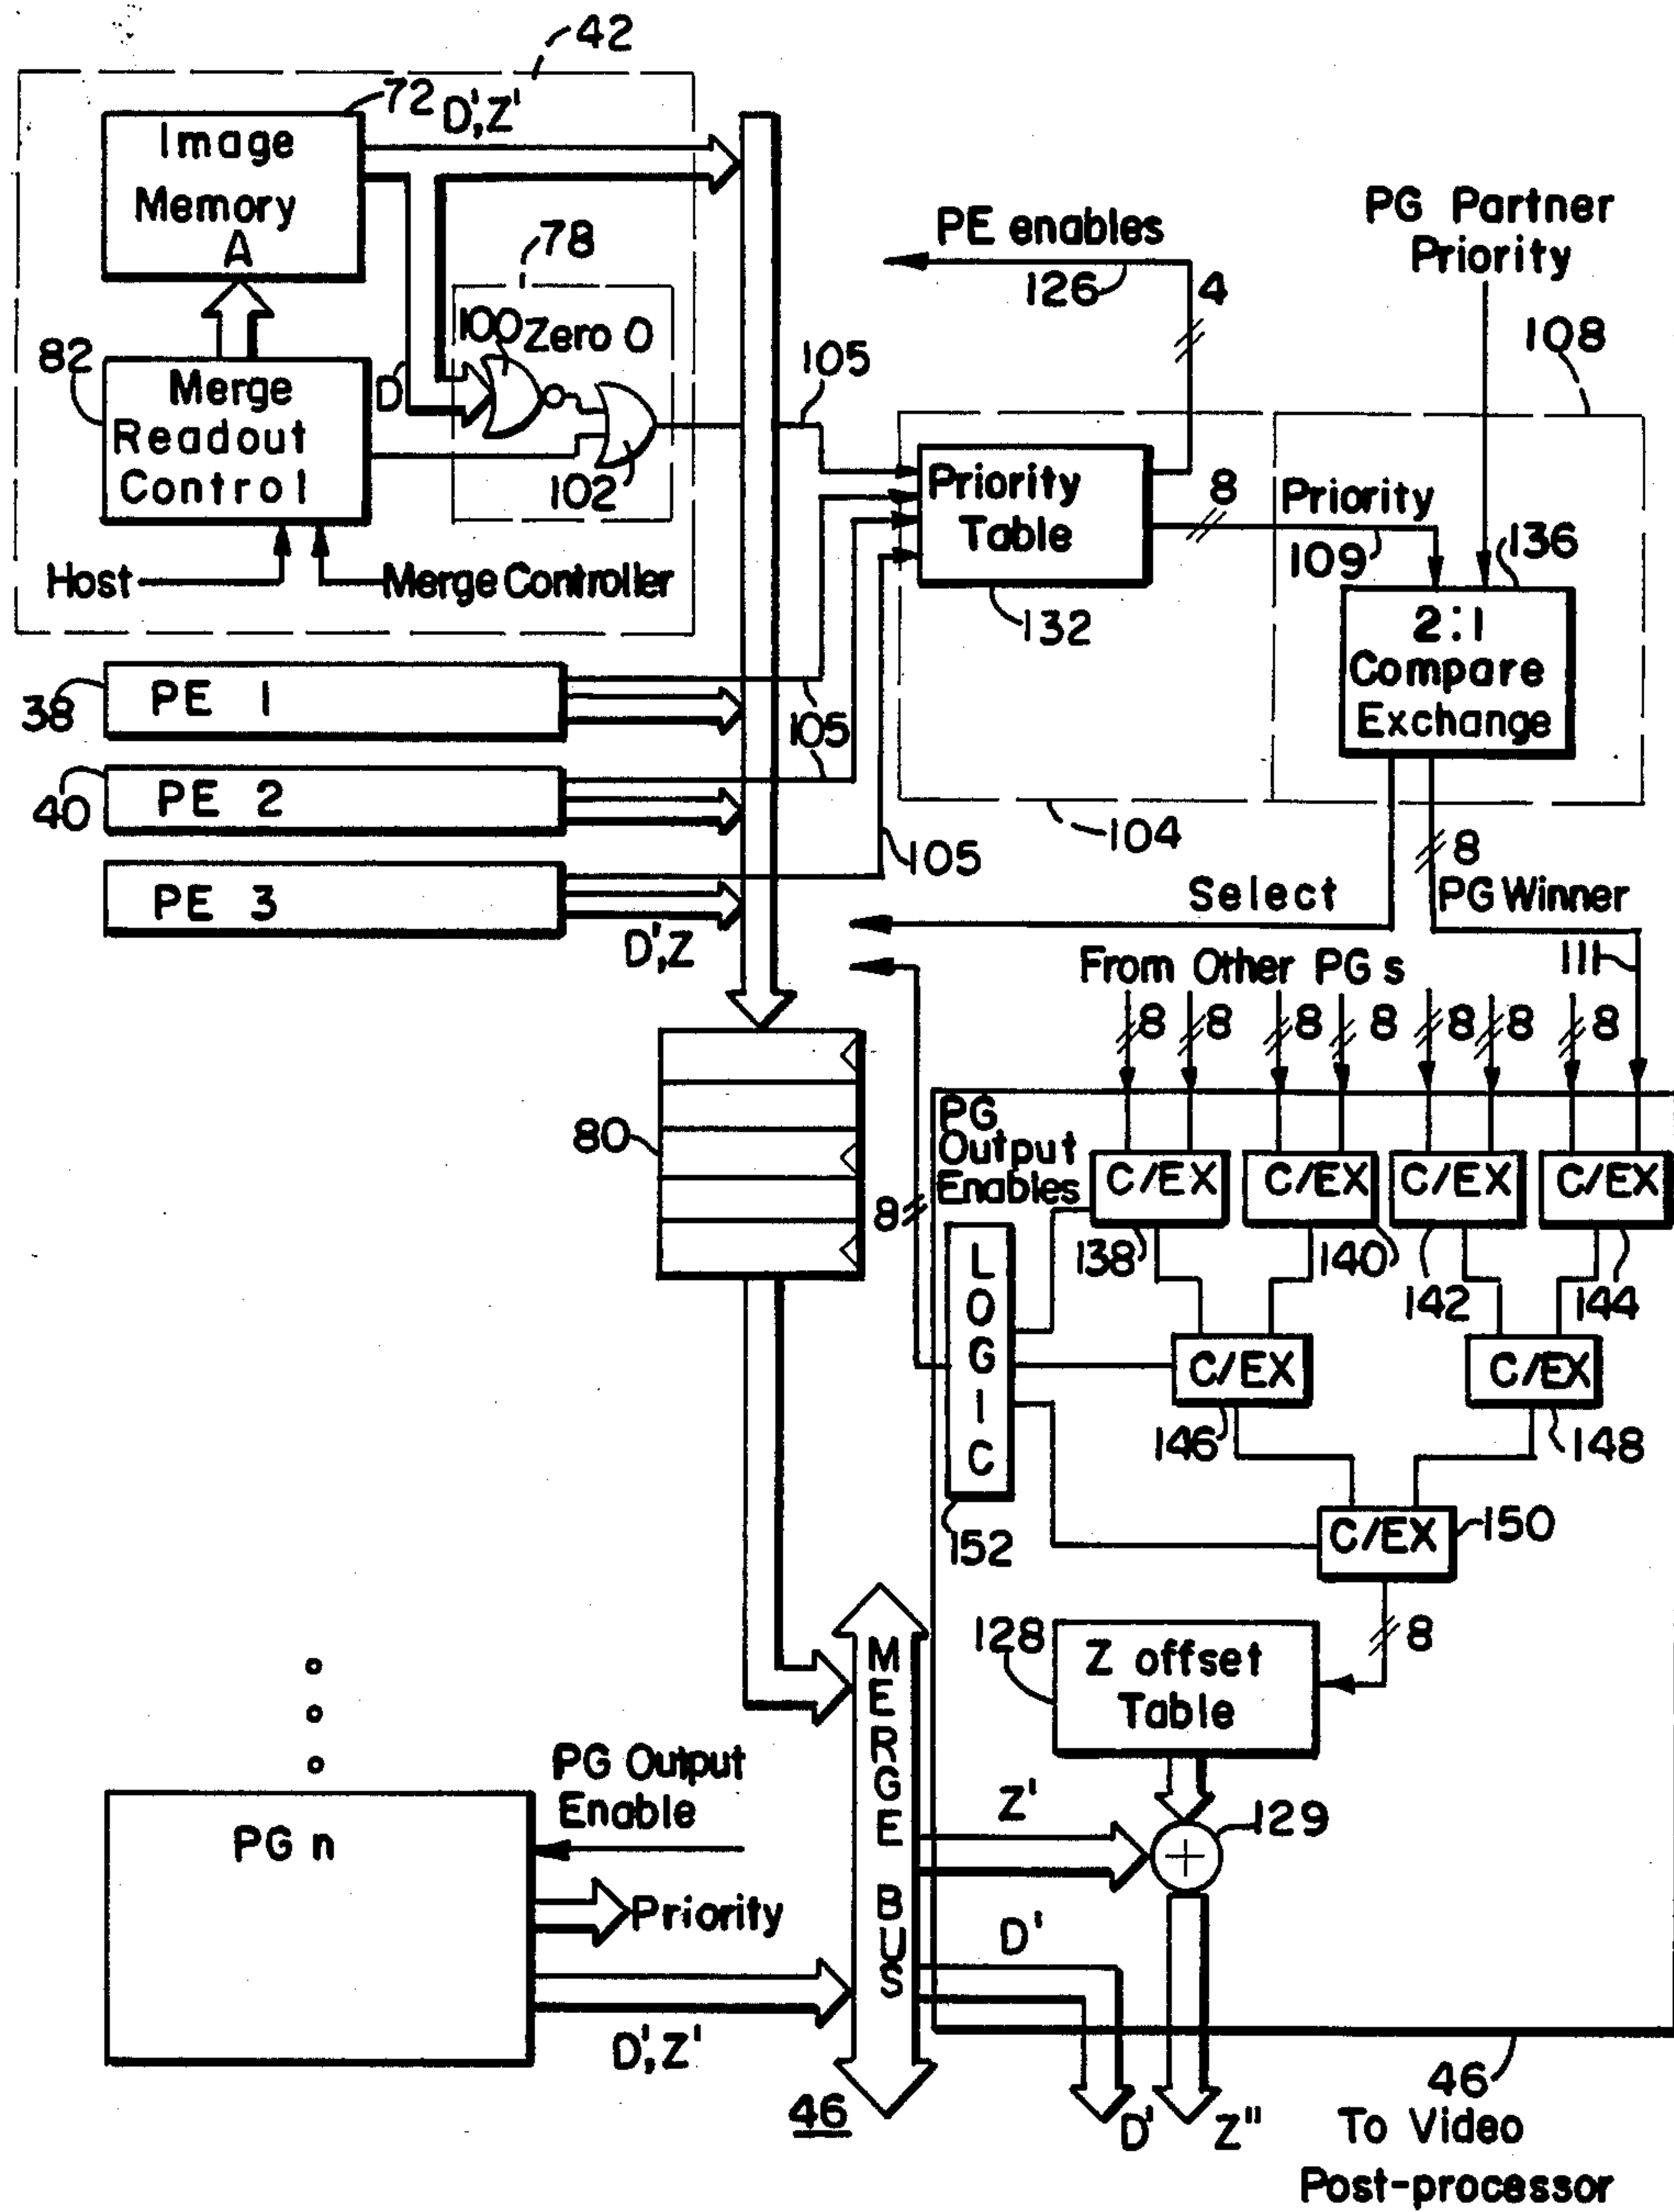 42
72
D',Z'
Image
Memory
A
78
PE enables
126
4
PG Partner
Priority
108
82
Merge
Readout
Control
D
100
Zero 0
102
105
Priority
Table
132
8
Priority
109
136
2:1
Compare
Exchange
Host
Merge Controller
38
PE 1
105
40
PE 2
105
104
PE 3
105
D',Z
Select
8
PG Winner
111
From Other PGs
8
8
8
8
8
8
8
80
8
PG
Output
Enables
C/EX
C/EX
C/EX
C/EX
138
140
142
144
LOGIC
152
C/EX
C/EX
146
148
C/EX
150
8
128
Z offset
Table
129
MERGE BUS
Z'
D'
PG Output
Enable
PG n
Priority
D',Z'
46
D'
Z"
46
To Video
Post-processor